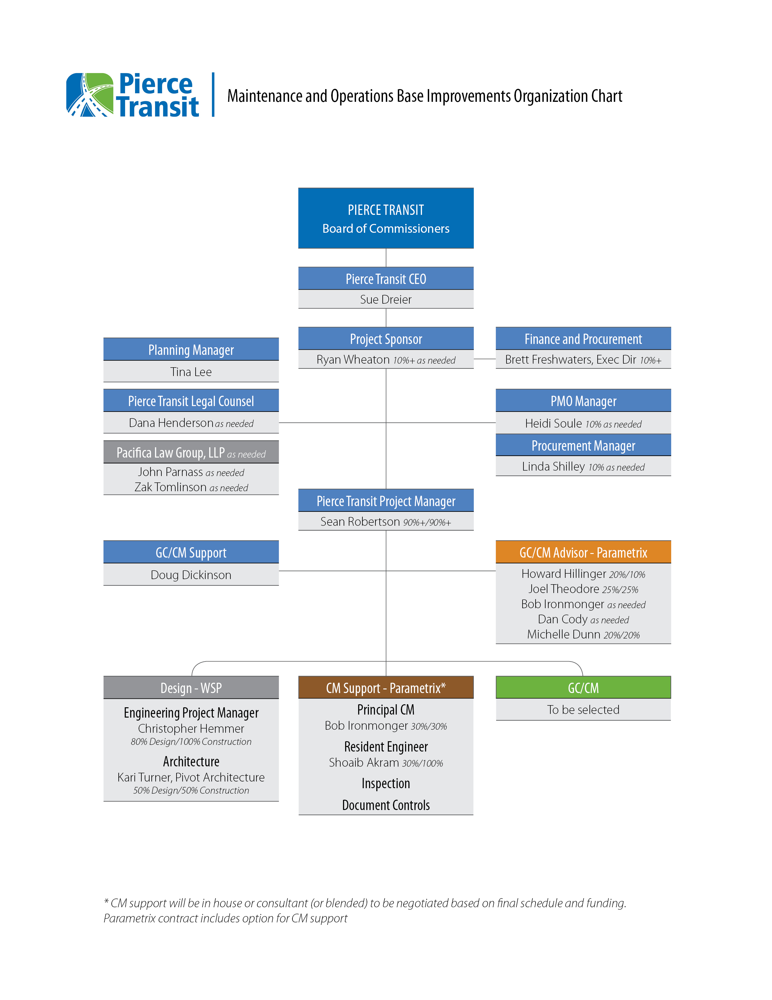 Pierce
Transit
Maintenance and Operations Base Improvements Organization Chart
PIERCE TRANSIT
Board of Commissioners
Pierce Transit CEO
Sue Dreier
Project Sponsor
Ryan Wheaton 10%+ as needed
Finance and Procurement
Brett Freshwaters, Exec Dir 10%+
Planning Manager
Tina Lee
Pierce Transit Legal Counsel
Dana Henderson as needed
PMO Manager
Heidi Soule 10% as needed
Pacifica Law Group, LLP as needed
John Parnass as needed
Zak Tomlinson as needed
Procurement Manager
Linda Shilley 10% as needed
Pierce Transit Project Manager
Sean Robertson 90%+/90%+
GC/CM Support
Doug Dickinson
GC/CM Advisor - Parametrix
Howard Hillinger 20%/10%
Joel Theodore 25%/25%
Bob Ironmonger as needed
Dan Cody as needed
Michelle Dunn 20%/20%
Design - WSP
Engineering Project Manager
Christopher Hemmer
80% Design/100% Construction
Architecture
Kari Turner, Pivot Architecture
50% Design/50% Construction
CM Support - Parametrix*
Principal CM
Bob Ironmonger 30%/30%
Resident Engineer
Shoaib Akram 30%/100%
Inspection
Document Controls
GC/CM
To be selected
* CM support will be in house or consultant (or blended) to be negotiated based on final schedule and funding.
Parametrix contract includes option for CM support